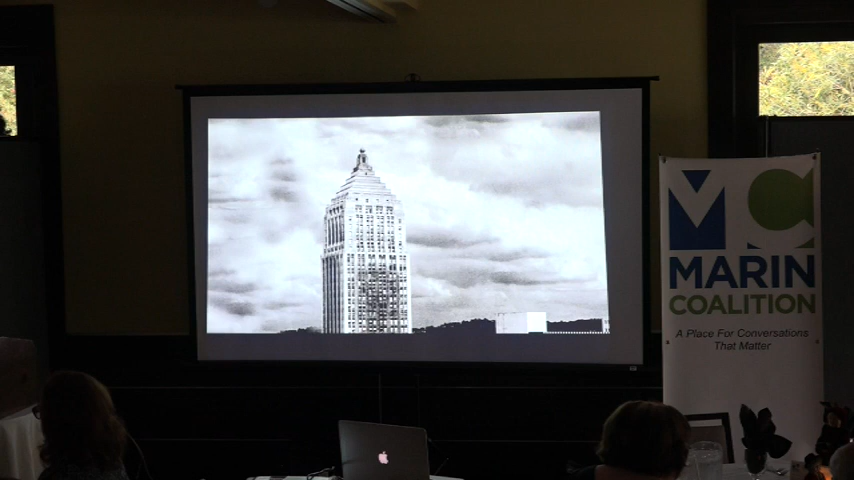 MC
MARIN
COALITION
A Place For Conversations
That Matter